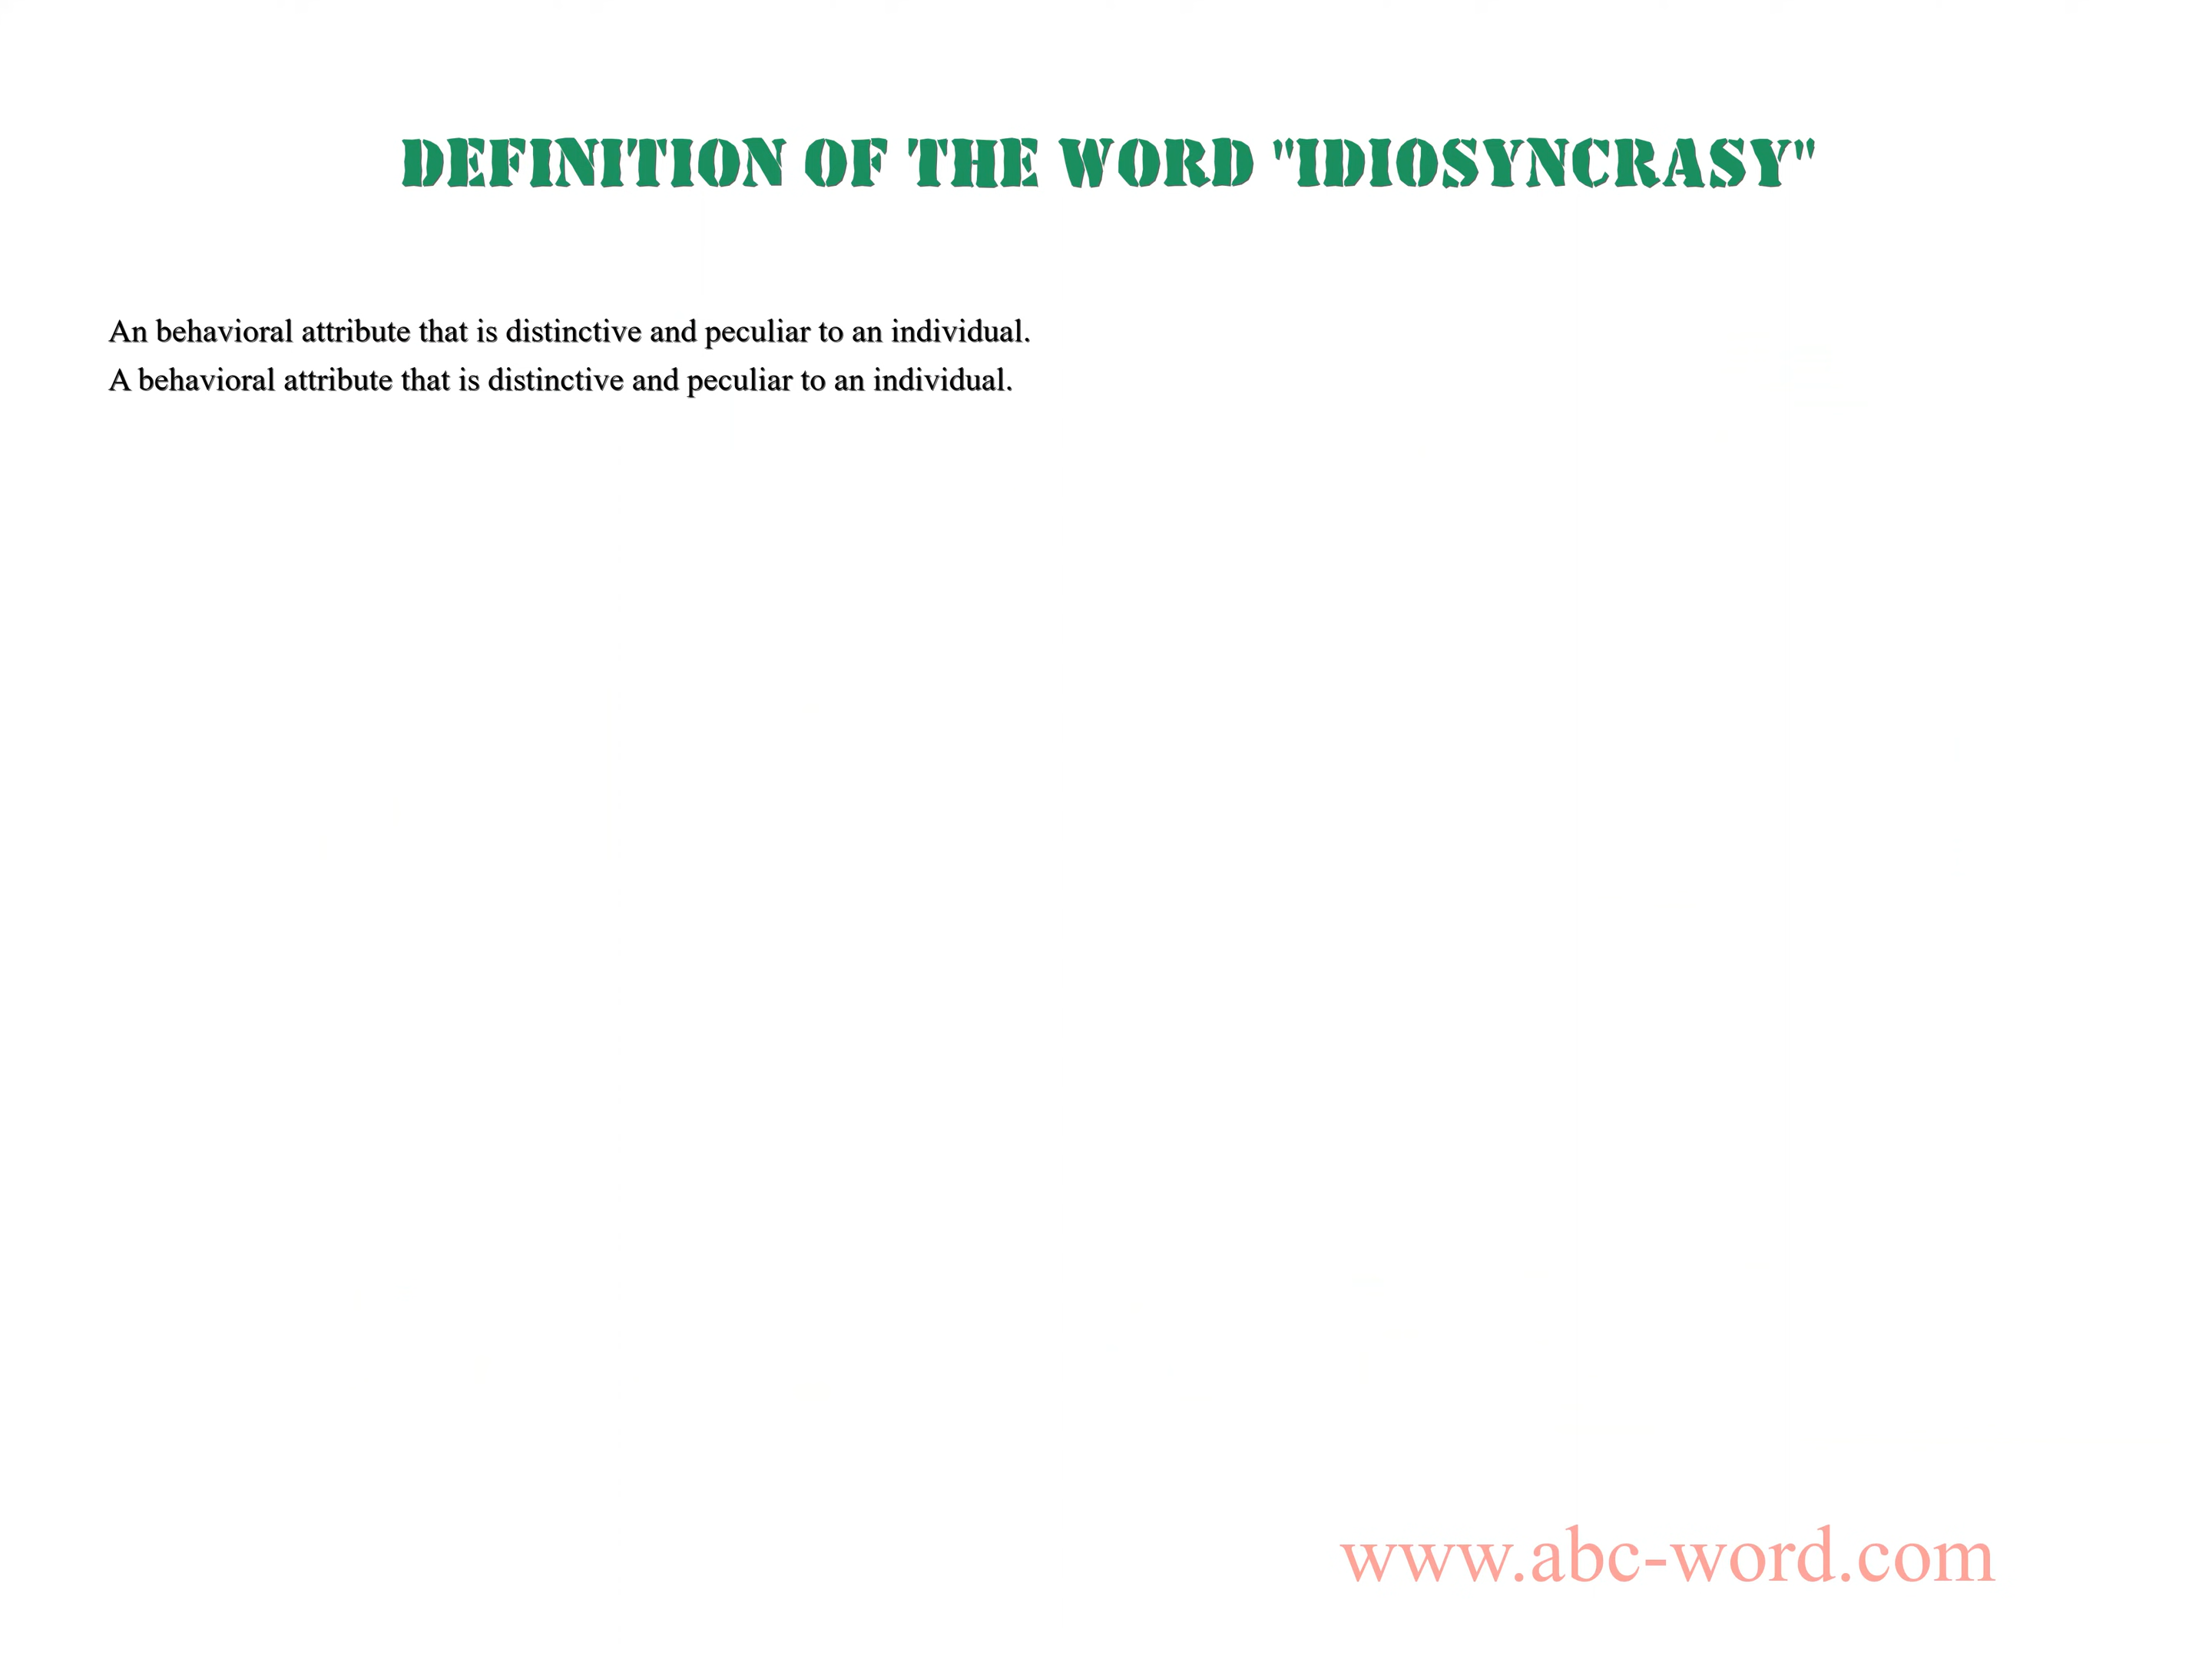 DEFINITION OF THE WORD "IDIOSYNCRASY"
An behavioral attribute that is distinctive and peculiar to an individual.
A behavioral attribute that is distinctive and peculiar to an individual.
www.abc-word.com